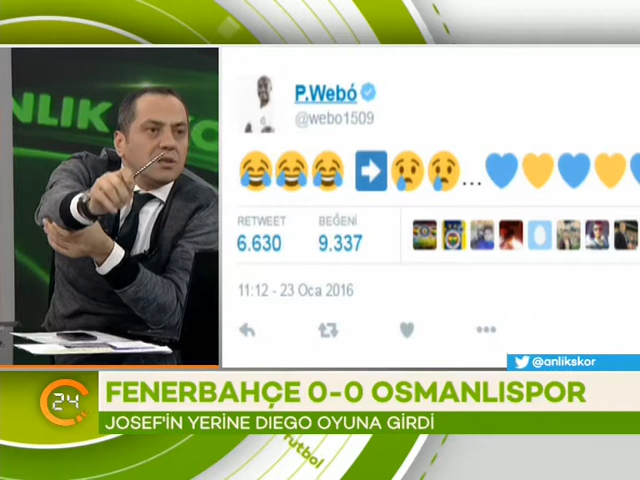 NLIK
P.Webó
@webo1509
...
RETWEET
BEĞENİ
6.630
9.337
11:12 - 23 Oca 2016
@anlikskor
24
FENERBAHÇE 0-0 OSMANLISPOR
JOSEF'İN YERİNE DIEGO OYUNA GİRDİ
futbol